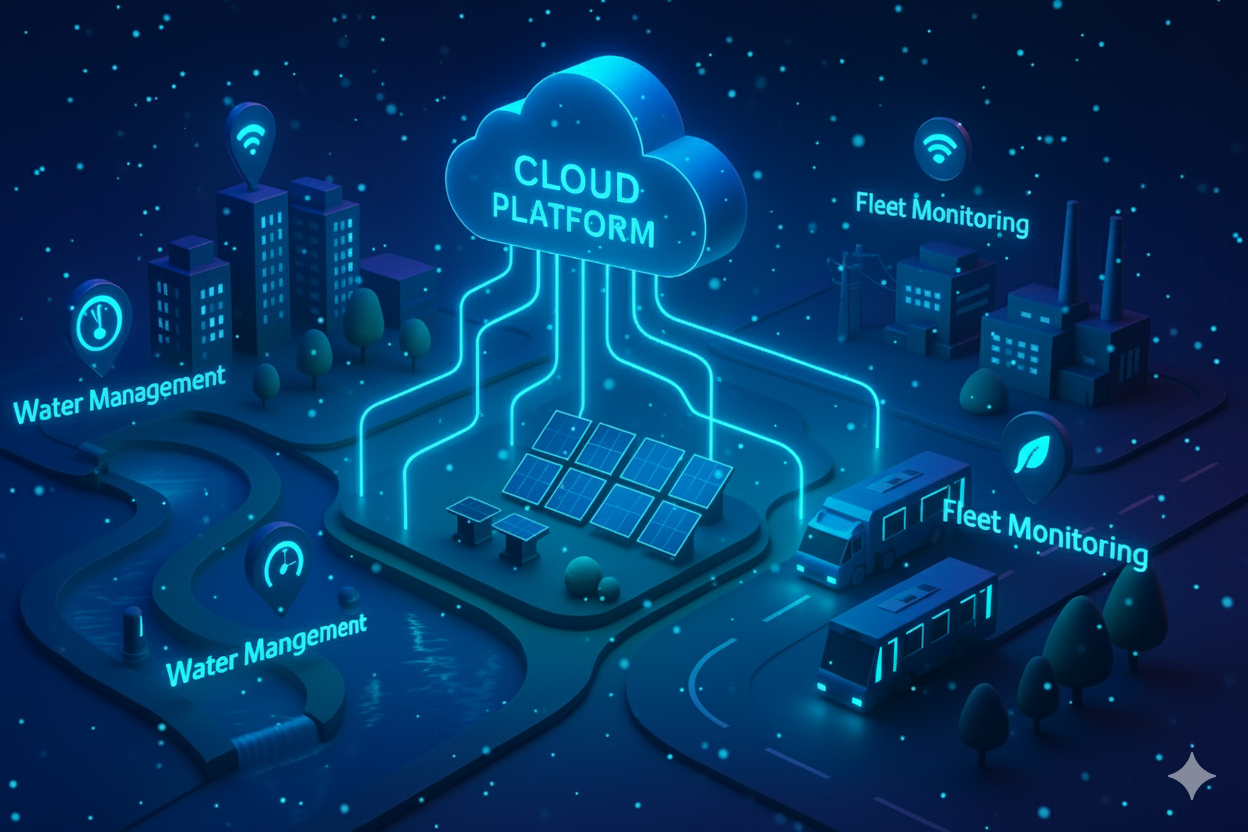 CLOUD
PLATFORM
Fleet Monitoring
Water Management
Fleet Monitoring
Water Mangement